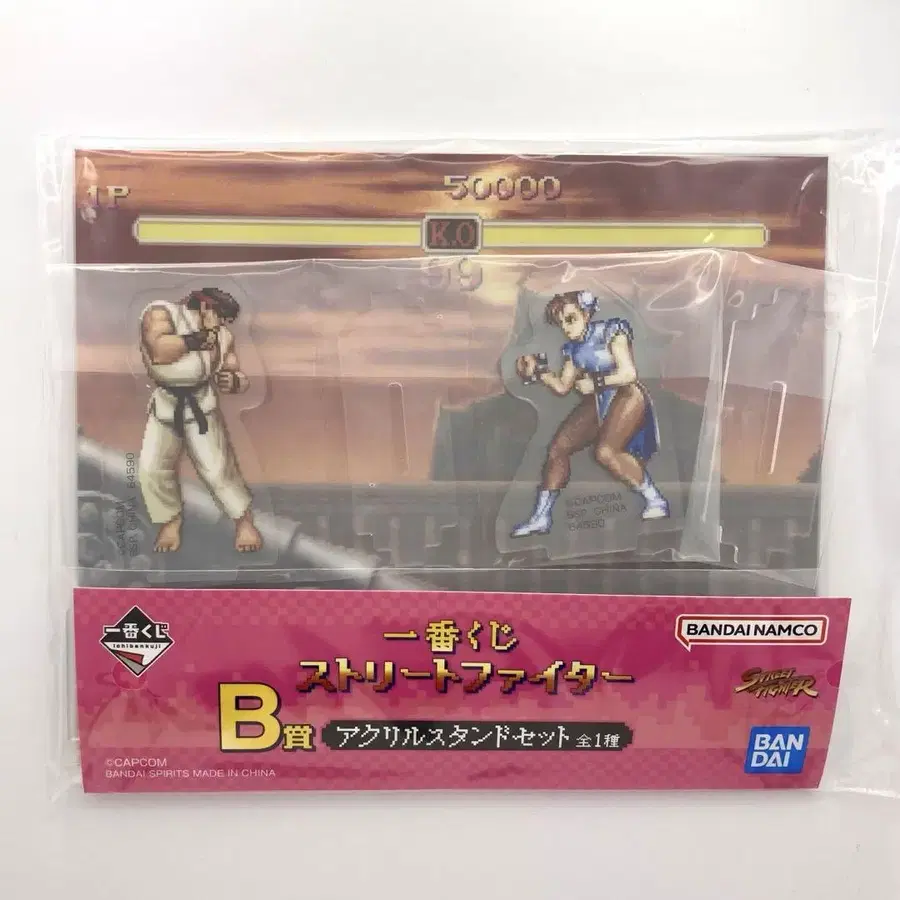 1P
50000
K.O
99
©CAPCOM
BSP CHINA 64590
©CAPCOM
BSP CHINA
64590
一番くじ
ichibankuji
一番くじ
ストリートファイター
BANDAI NAMCO
STREET
FIGHTER
B賞 アクリルスタンドセット 全1種
BAN
DAI
©CAPCOM
BANDAI SPIRITS MADE IN CHINA